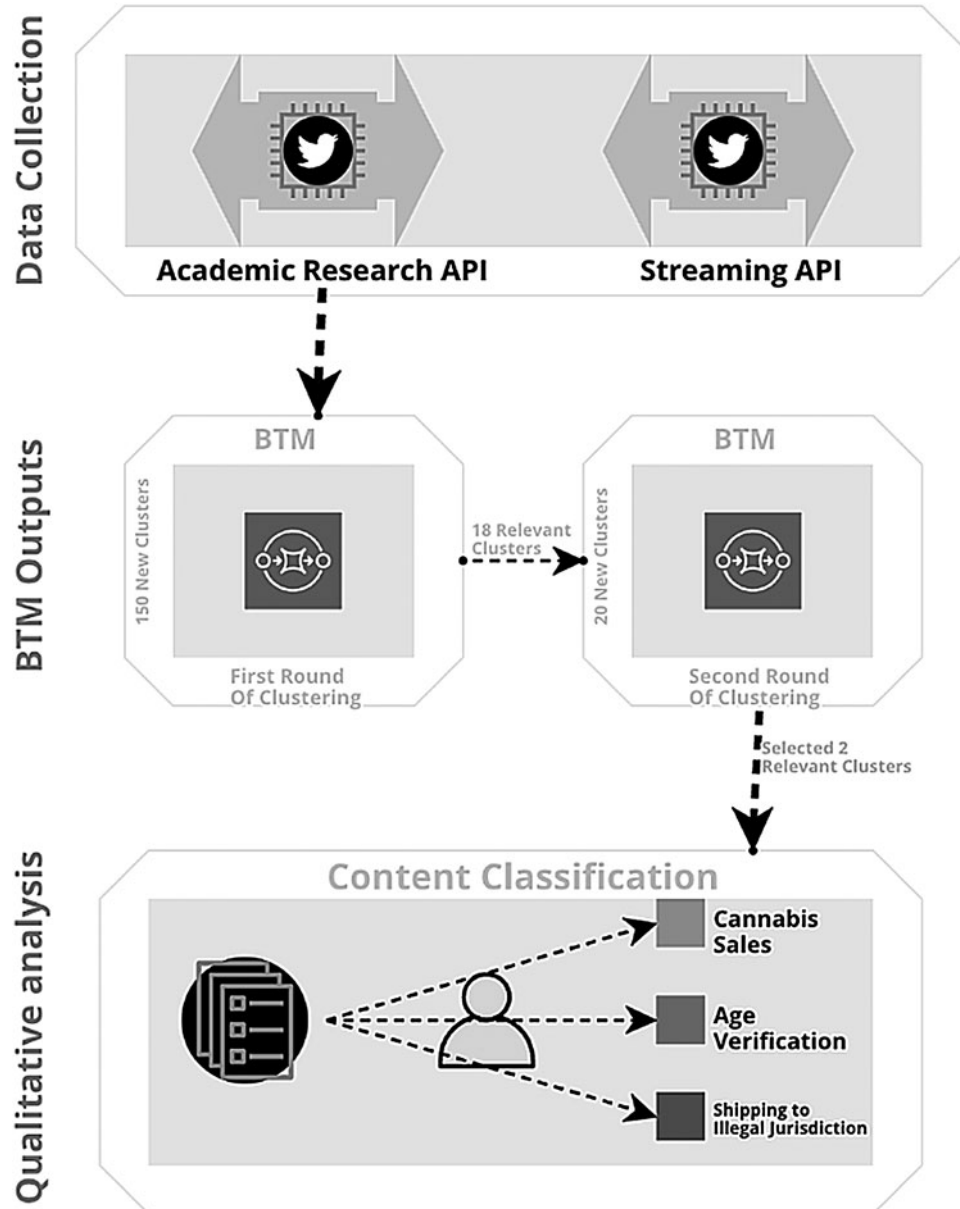 Data Collection
Academic Research API
Streaming API
BTM Outputs
BTM
150 New Clusters
First Round
Of Clustering
18 Relevant
Clusters
BTM
20 New Clusters
Second Round
Of Clustering
Selected 2
Relevant Clusters
Qualitative analysis
Content Classification
Cannabis
Sales
Age
Verification
Shipping to
Illegal Jurisdiction